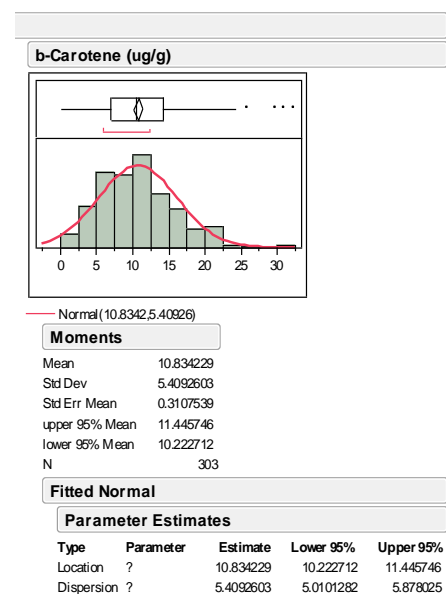 b-Carotene (ug/g)
0 5 10 15 20 25 30
Normal(10.8342,5.40926)
Moments
Mean 10.834229
Std Dev 5.4092603
Std Err Mean 0.3107539
upper 95% Mean 11.445746
lower 95% Mean 10.222712
N 303
Fitted Normal
Parameter Estimates
Type Parameter Estimate Lower 95% Upper 95%
Location ? 10.834229 10.222712 11.445746
Dispersion ? 5.4092603 5.0101282 5.878025